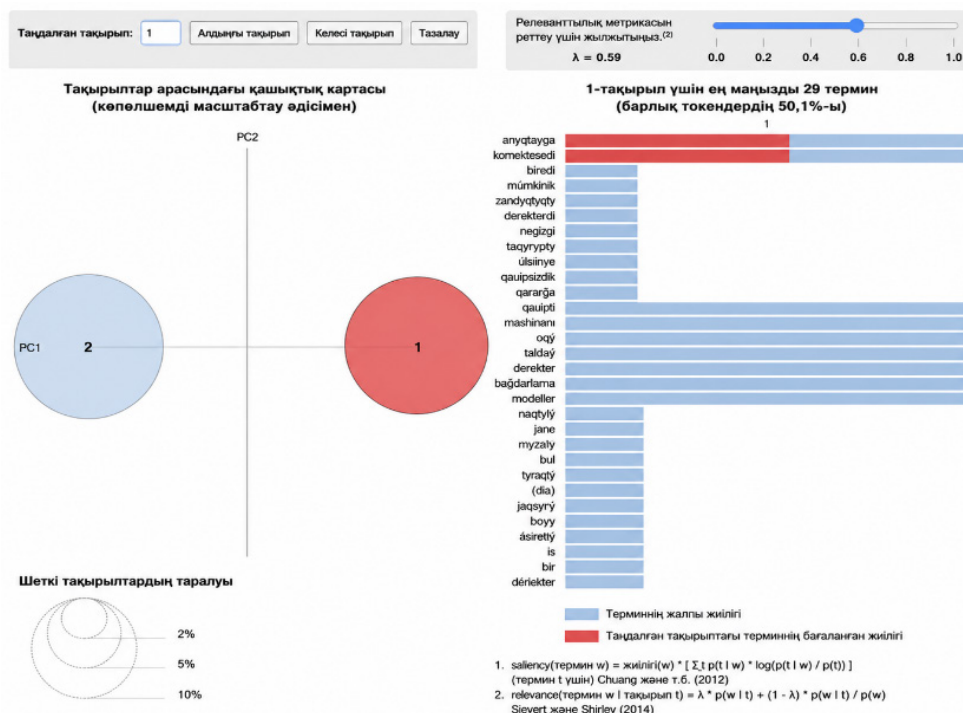 Таңдалған тақырып: 1 Алдыңғы тақырып Келесі тақырып Тазалау
Релеванттылық метрикасын
реттеу үшін жылжытыңыз.(2)
λ = 0.59
0.0 0.2 0.4 0.6 0.8 1.0
Тақырыптар арасындағы қашықтық картасы
(көпөлшемді масштабтау әдісімен)
PC2
PC1
2
1
Шеткі тақырыптардың таралуы
2%
5%
10%
1-тақырып үшін ең маңызды 29 термин
(барлық токендердің 50,1%-ы)
1
anyqtayga
komektesedi
biredi
múmkinik
zandyqtyqty
derekterdi
negizgi
taqyrypty
úlsiinye
qauipsizdik
qararğa
qauipti
mashinanı
oqý
taldaý
derekter
bağdarlama
modeller
naqtylý
jane
myzaly
bul
tyraqtý
(dia)
jaqsyrý
boyy
ásirettý
is
bir
dériekter
Терминнің жалпы жиілігі
Таңдалған тақырыптағы терминнің бағаланған жиілігі
1. saliency(термин w) = жиілігі(w) * [ Σ_t p(t l w) * log(p(t l w) / p(t)) ]
(термин t үшін) Chuang және т.б. (2012)
2. relevance(термин w l тақырып t) = λ * p(w l t) + (1 - λ) * p(w l t) / p(w)
Sievert және Shirley (2014)